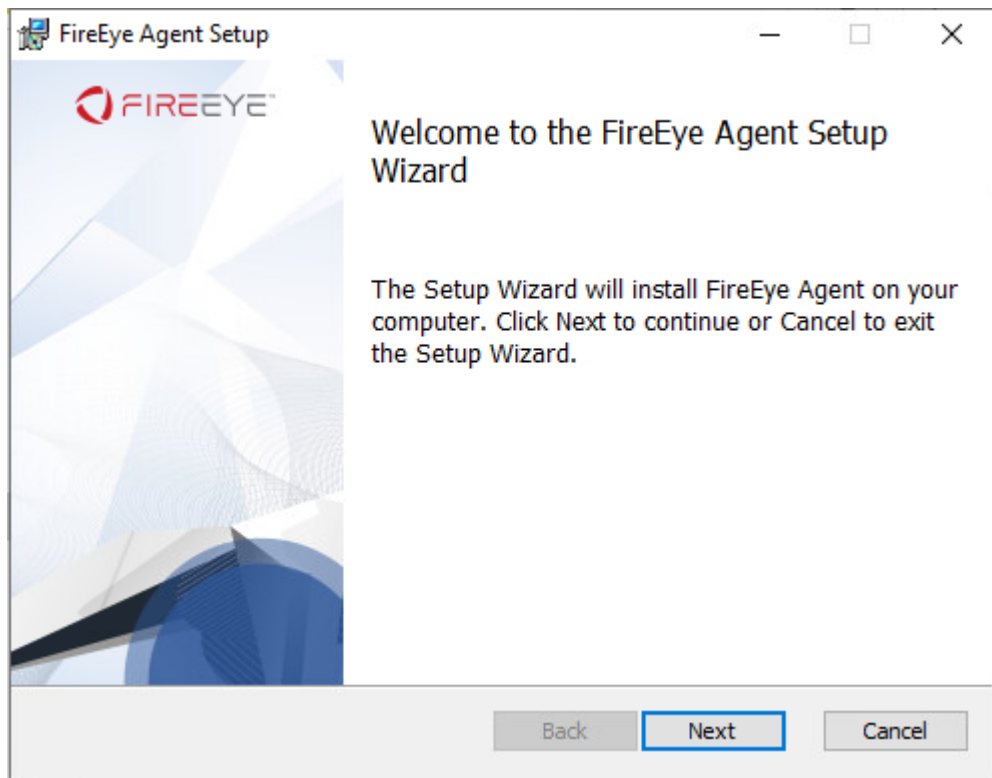 FireEye Agent Setup
FIREEYE™
Welcome to the FireEye Agent Setup
Wizard
The Setup Wizard will install FireEye Agent on your
computer. Click Next to continue or Cancel to exit
the Setup Wizard.
Back Next Cancel